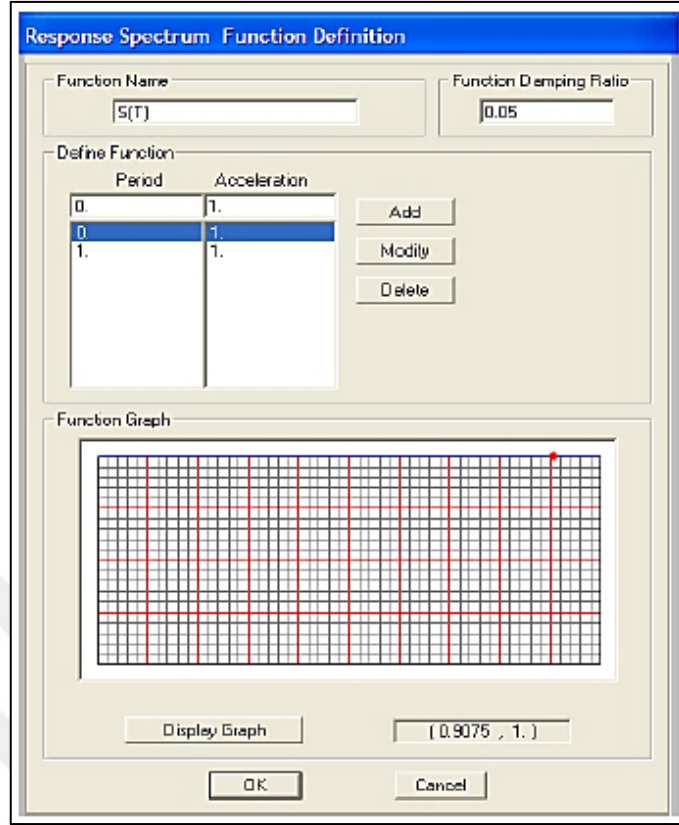 Response Spectrum Function Definition
Function Name
Function Damping Ratio
S(T)
0.05
Define Function
Period Acceleration
0. 1.
Add
0. 1.
1. 1.
Modify
Delete
Function Graph
Display Graph
( 0.9075 , 1. )
OK
Cancel